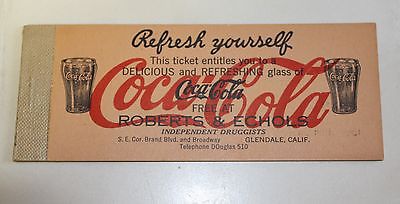 Refresh yourself
This ticket entitles you to a
DELICIOUS and REFRESHING glass of
Coca-Cola
Coca-Cola
FREE AT
ROBERTS & ECHOLS
INDEPENDENT DRUGGISTS
S. E. Cor. Brand Blvd. and Broadway GLENDALE, CALIF.
Telephone DOuglas 510